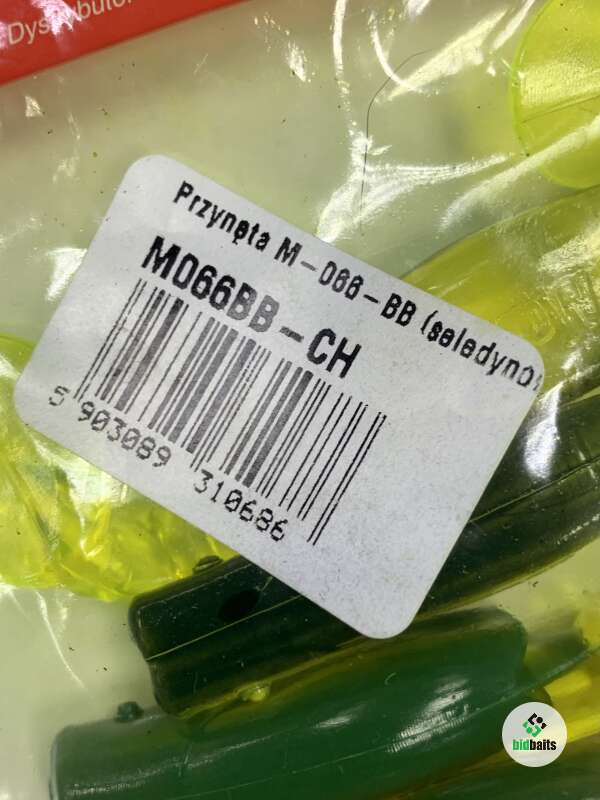 Dystrybutor
Przynęta M-066-BB (seledyno
M066BB-CH
5 903089 310686
bidbaits